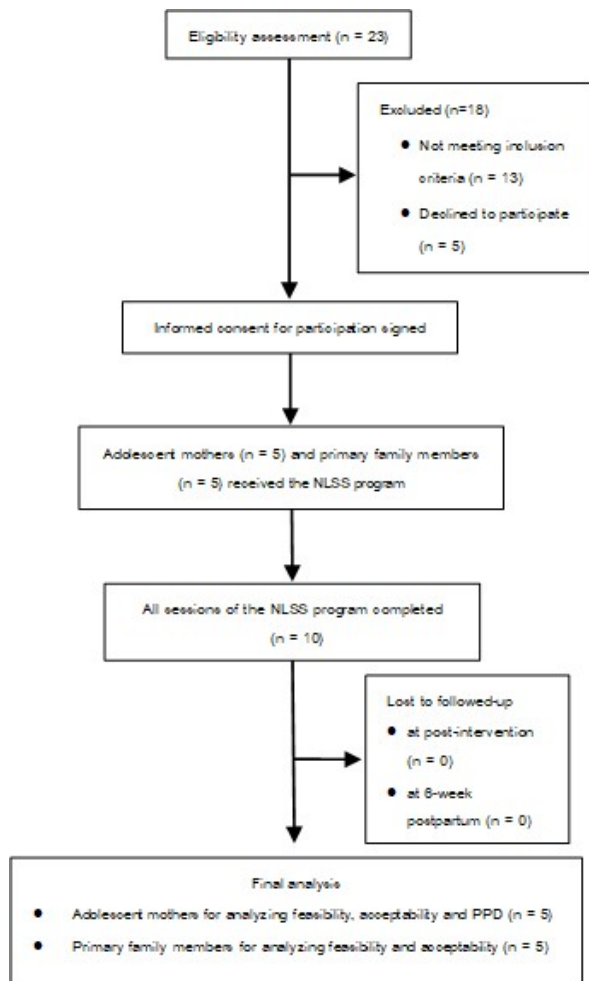 Eligibility assessment (n = 23)
Excluded (n=18)
● Not meeting inclusion
criteria (n = 13)
● Declined to participate
(n = 5)
Informed consent for participation signed
Adolescent mothers (n = 5) and primary family members
(n = 5) received the NLSS program
All sessions of the NLSS program completed
(n = 10)
Lost to followed-up
● at post-intervention
(n = 0)
● at 6-week
postpartum (n = 0)
Final analysis
● Adolescent mothers for analyzing feasibility, acceptability and PPD (n = 5)
● Primary family members for analyzing feasibility and acceptability (n = 5)